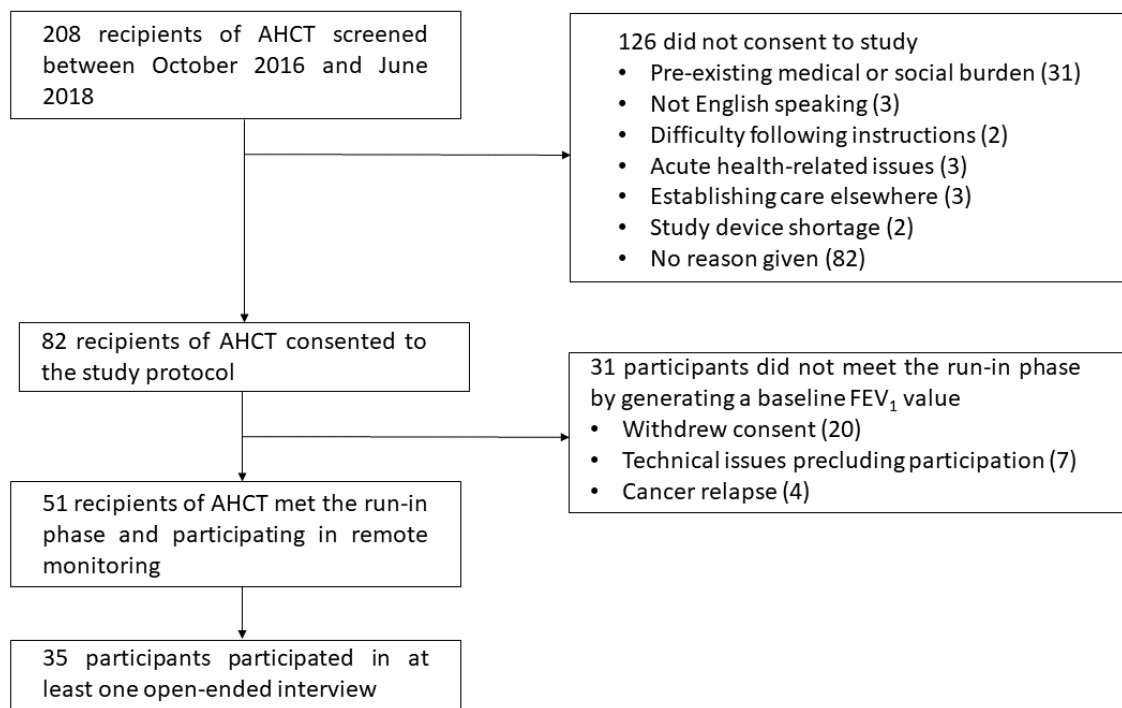 208 recipients of AHCT screened
between October 2016 and June
2018
126 did not consent to study
• Pre-existing medical or social burden (31)
• Not English speaking (3)
• Difficulty following instructions (2)
• Acute health-related issues (3)
• Establishing care elsewhere (3)
• Study device shortage (2)
• No reason given (82)
82 recipients of AHCT consented to
the study protocol
31 participants did not meet the run-in phase
by generating a baseline FEV₁ value
• Withdrew consent (20)
• Technical issues precluding participation (7)
• Cancer relapse (4)
51 recipients of AHCT met the run-in
phase and participating in remote
monitoring
35 participants participated in at
least one open-ended interview